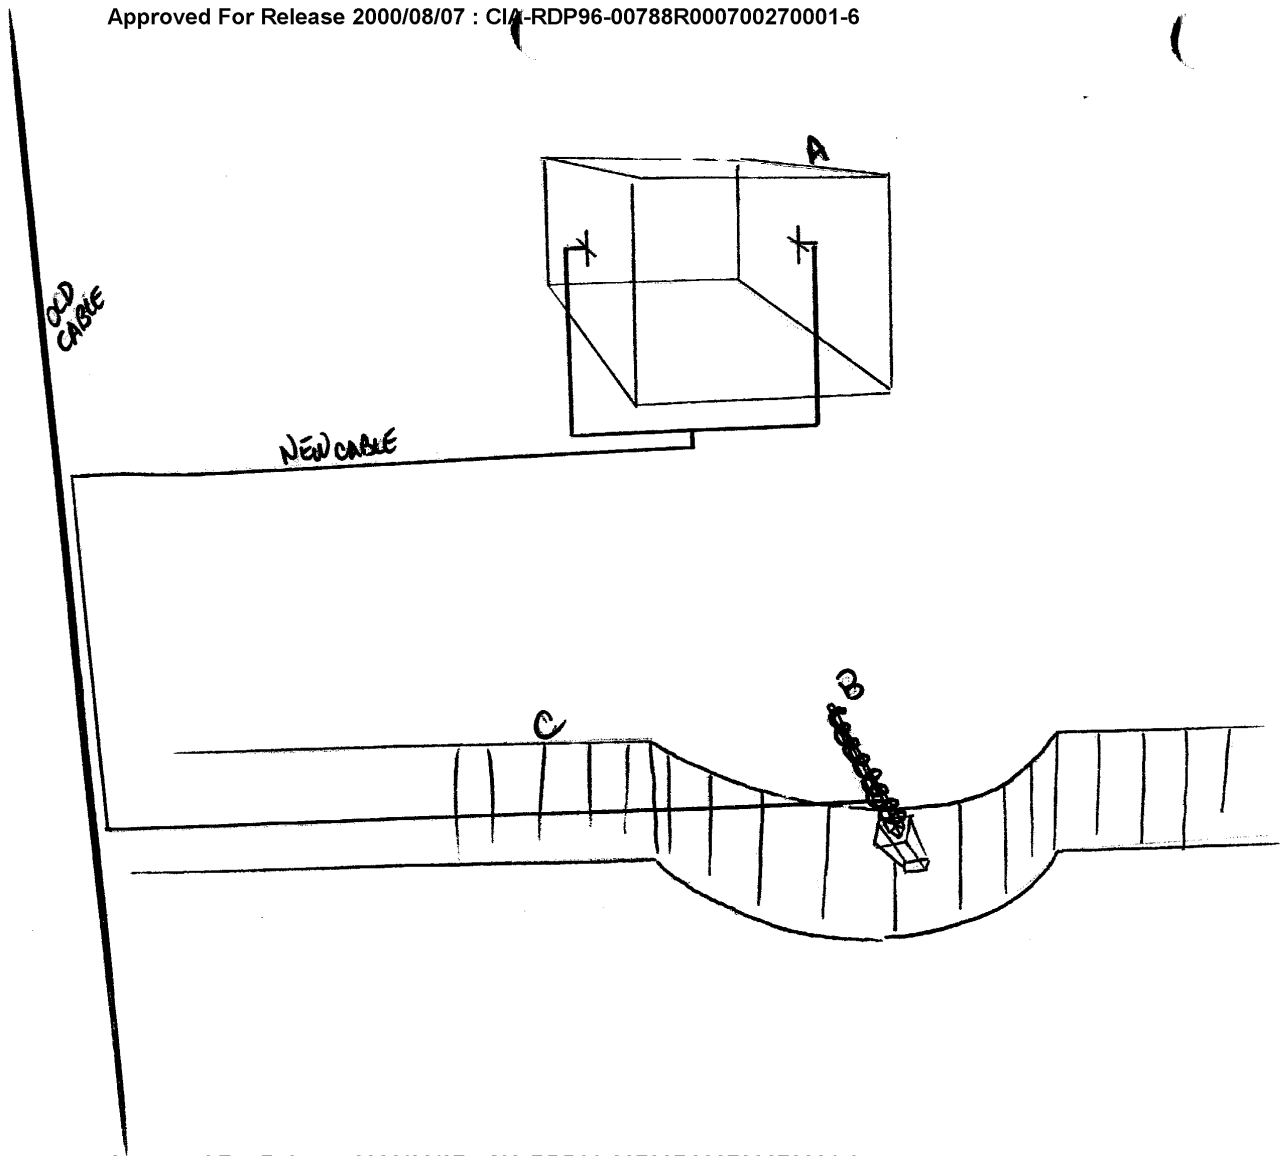 Approved For Release 2000/08/07 : CIA-RDP96-00788R000700270001-6
A
OLD
CABLE
NEW CABLE
B
C